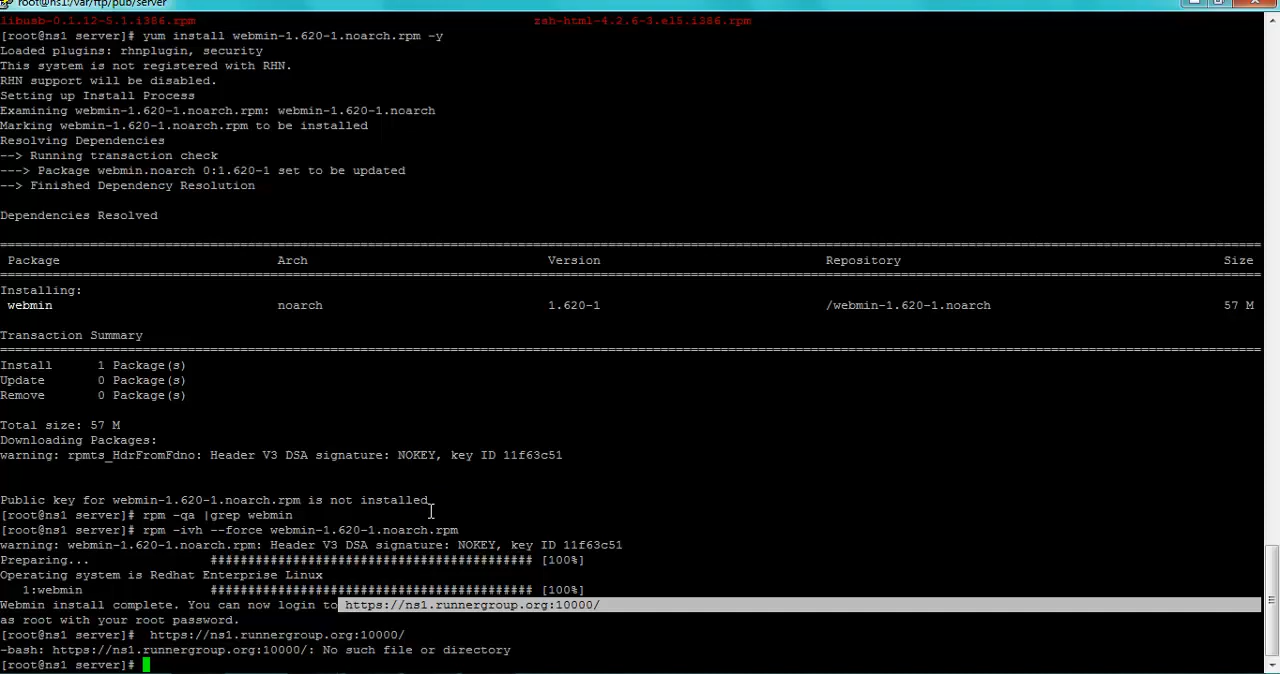 root@ns1:/var/ftp/pub/server
libusb-0.1.12-5.1.i386.rpm zsh-html-4.2.6-3.el5.i386.rpm
[root@ns1 server]# yum install webmin-1.620-1.noarch.rpm -y
Loaded plugins: rhnplugin, security
This system is not registered with RHN.
RHN support will be disabled.
Setting up Install Process
Examining webmin-1.620-1.noarch.rpm: webmin-1.620-1.noarch
Marking webmin-1.620-1.noarch.rpm to be installed
Resolving Dependencies
--> Running transaction check
---> Package webmin.noarch 0:1.620-1 set to be updated
--> Finished Dependency Resolution
Dependencies Resolved
Package Arch Version Repository Size
Installing:
webmin noarch 1.620-1 /webmin-1.620-1.noarch 57 M
Transaction Summary
Install 1 Package(s)
Update 0 Package(s)
Remove 0 Package(s)
Total size: 57 M
Downloading Packages:
warning: rpmts_HdrFromFdno: Header V3 DSA signature: NOKEY, key ID 11f63c51
Public key for webmin-1.620-1.noarch.rpm is not installed
[root@ns1 server]# rpm -qa |grep webmin
[root@ns1 server]# rpm -ivh --force webmin-1.620-1.noarch.rpm
warning: webmin-1.620-1.noarch.rpm: Header V3 DSA signature: NOKEY, key ID 11f63c51
Preparing... ########################################### [100%]
Operating system is Redhat Enterprise Linux
1:webmin ########################################### [100%]
Webmin install complete. You can now login to https://ns1.runnergroup.org:10000/
as root with your root password.
[root@ns1 server]#  https://ns1.runnergroup.org:10000/
-bash: https://ns1.runnergroup.org:10000/: No such file or directory
[root@ns1 server]#